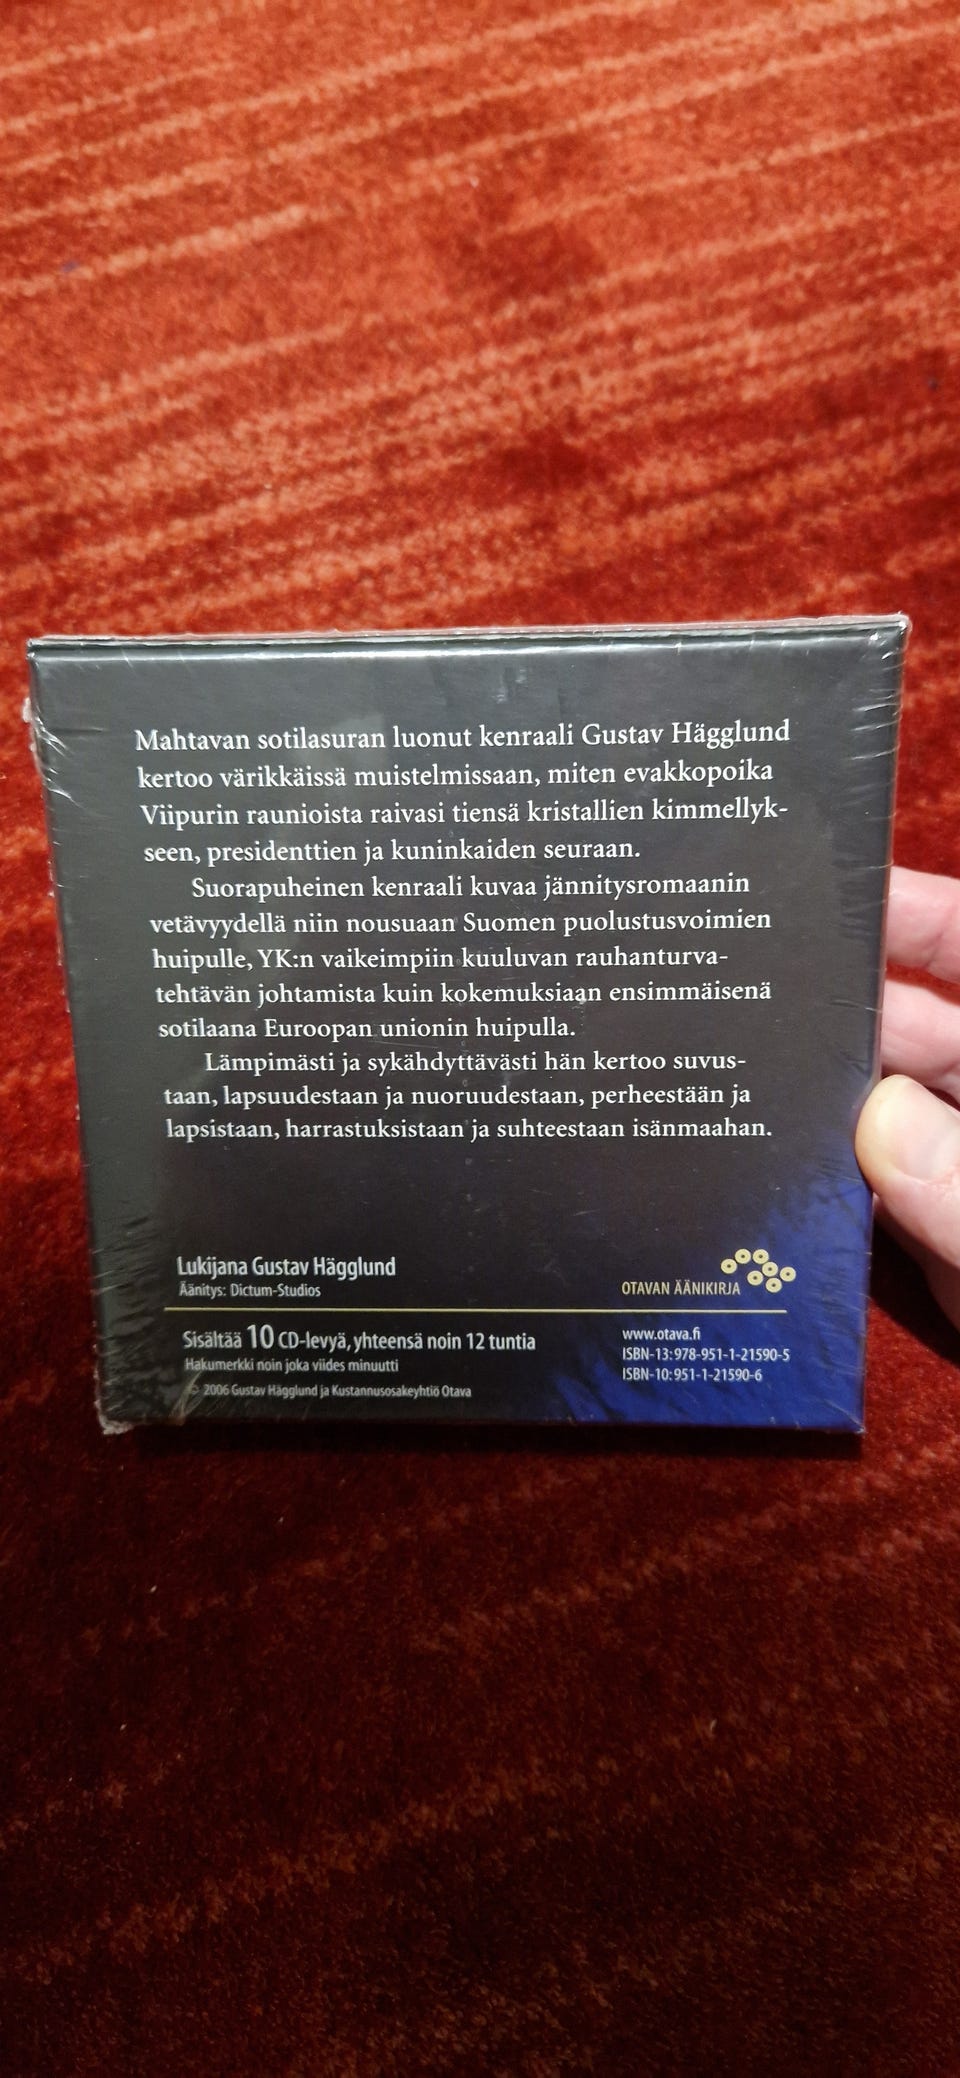 Mahtavan sotilasuran luonut kenraali Gustav Hägglund
kertoo värikkäissä muistelmissaan, miten evakkopoika
Viipurin raunioista raivasi tiensä kristallien kimmellyk-
seen, presidenttien ja kuninkaiden seuraan.
Suorapuheinen kenraali kuvaa jännitysromaanin
vetävyydellä niin nousuaan Suomen puolustusvoimien
huipulle, YK:n vaikeimpiin kuuluvan rauhanturva-
tehtävän johtamista kuin kokemuksiaan ensimmäisenä
sotilaana Euroopan unionin huipulla.
Lämpimästi ja sykähdyttävästi hän kertoo suvus-
taan, lapsuudestaan ja nuoruudestaan, perheestään ja
lapsistaan, harrastuksistaan ja suhteestaan isänmaahan.
Lukijana Gustav Hägglund
Äänitys: Dictum-Studios
OTAVAN ÄÄNIKIRJA
Sisältää 10 CD-levyä, yhteensä noin 12 tuntia
Hakumerkki noin joka viides minuutti
© 2006 Gustav Hägglund ja Kustannusosakeyhtiö Otava
www.otava.fi
ISBN-13: 978-951-1-21590-5
ISBN-10: 951-1-21590-6